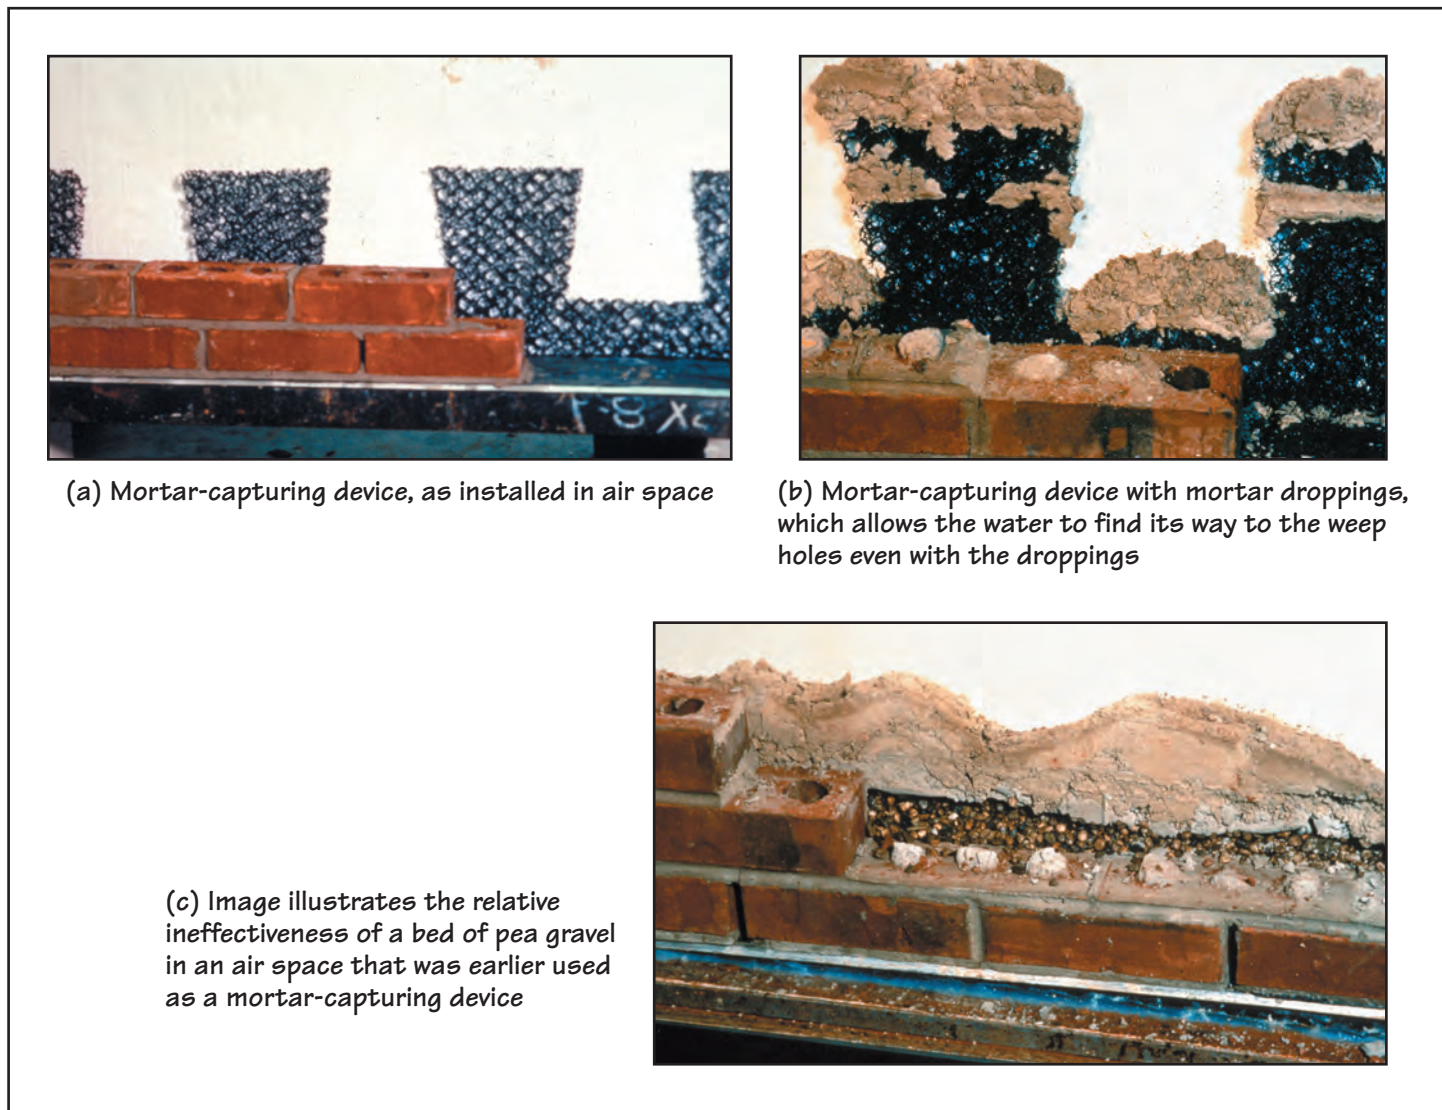 (a) Mortar-capturing device, as installed in air space
(b) Mortar-capturing device with mortar droppings,
which allows the water to find its way to the weep
holes even with the droppings
(c) Image illustrates the relative
ineffectiveness of a bed of pea gravel
in an air space that was earlier used
as a mortar-capturing device